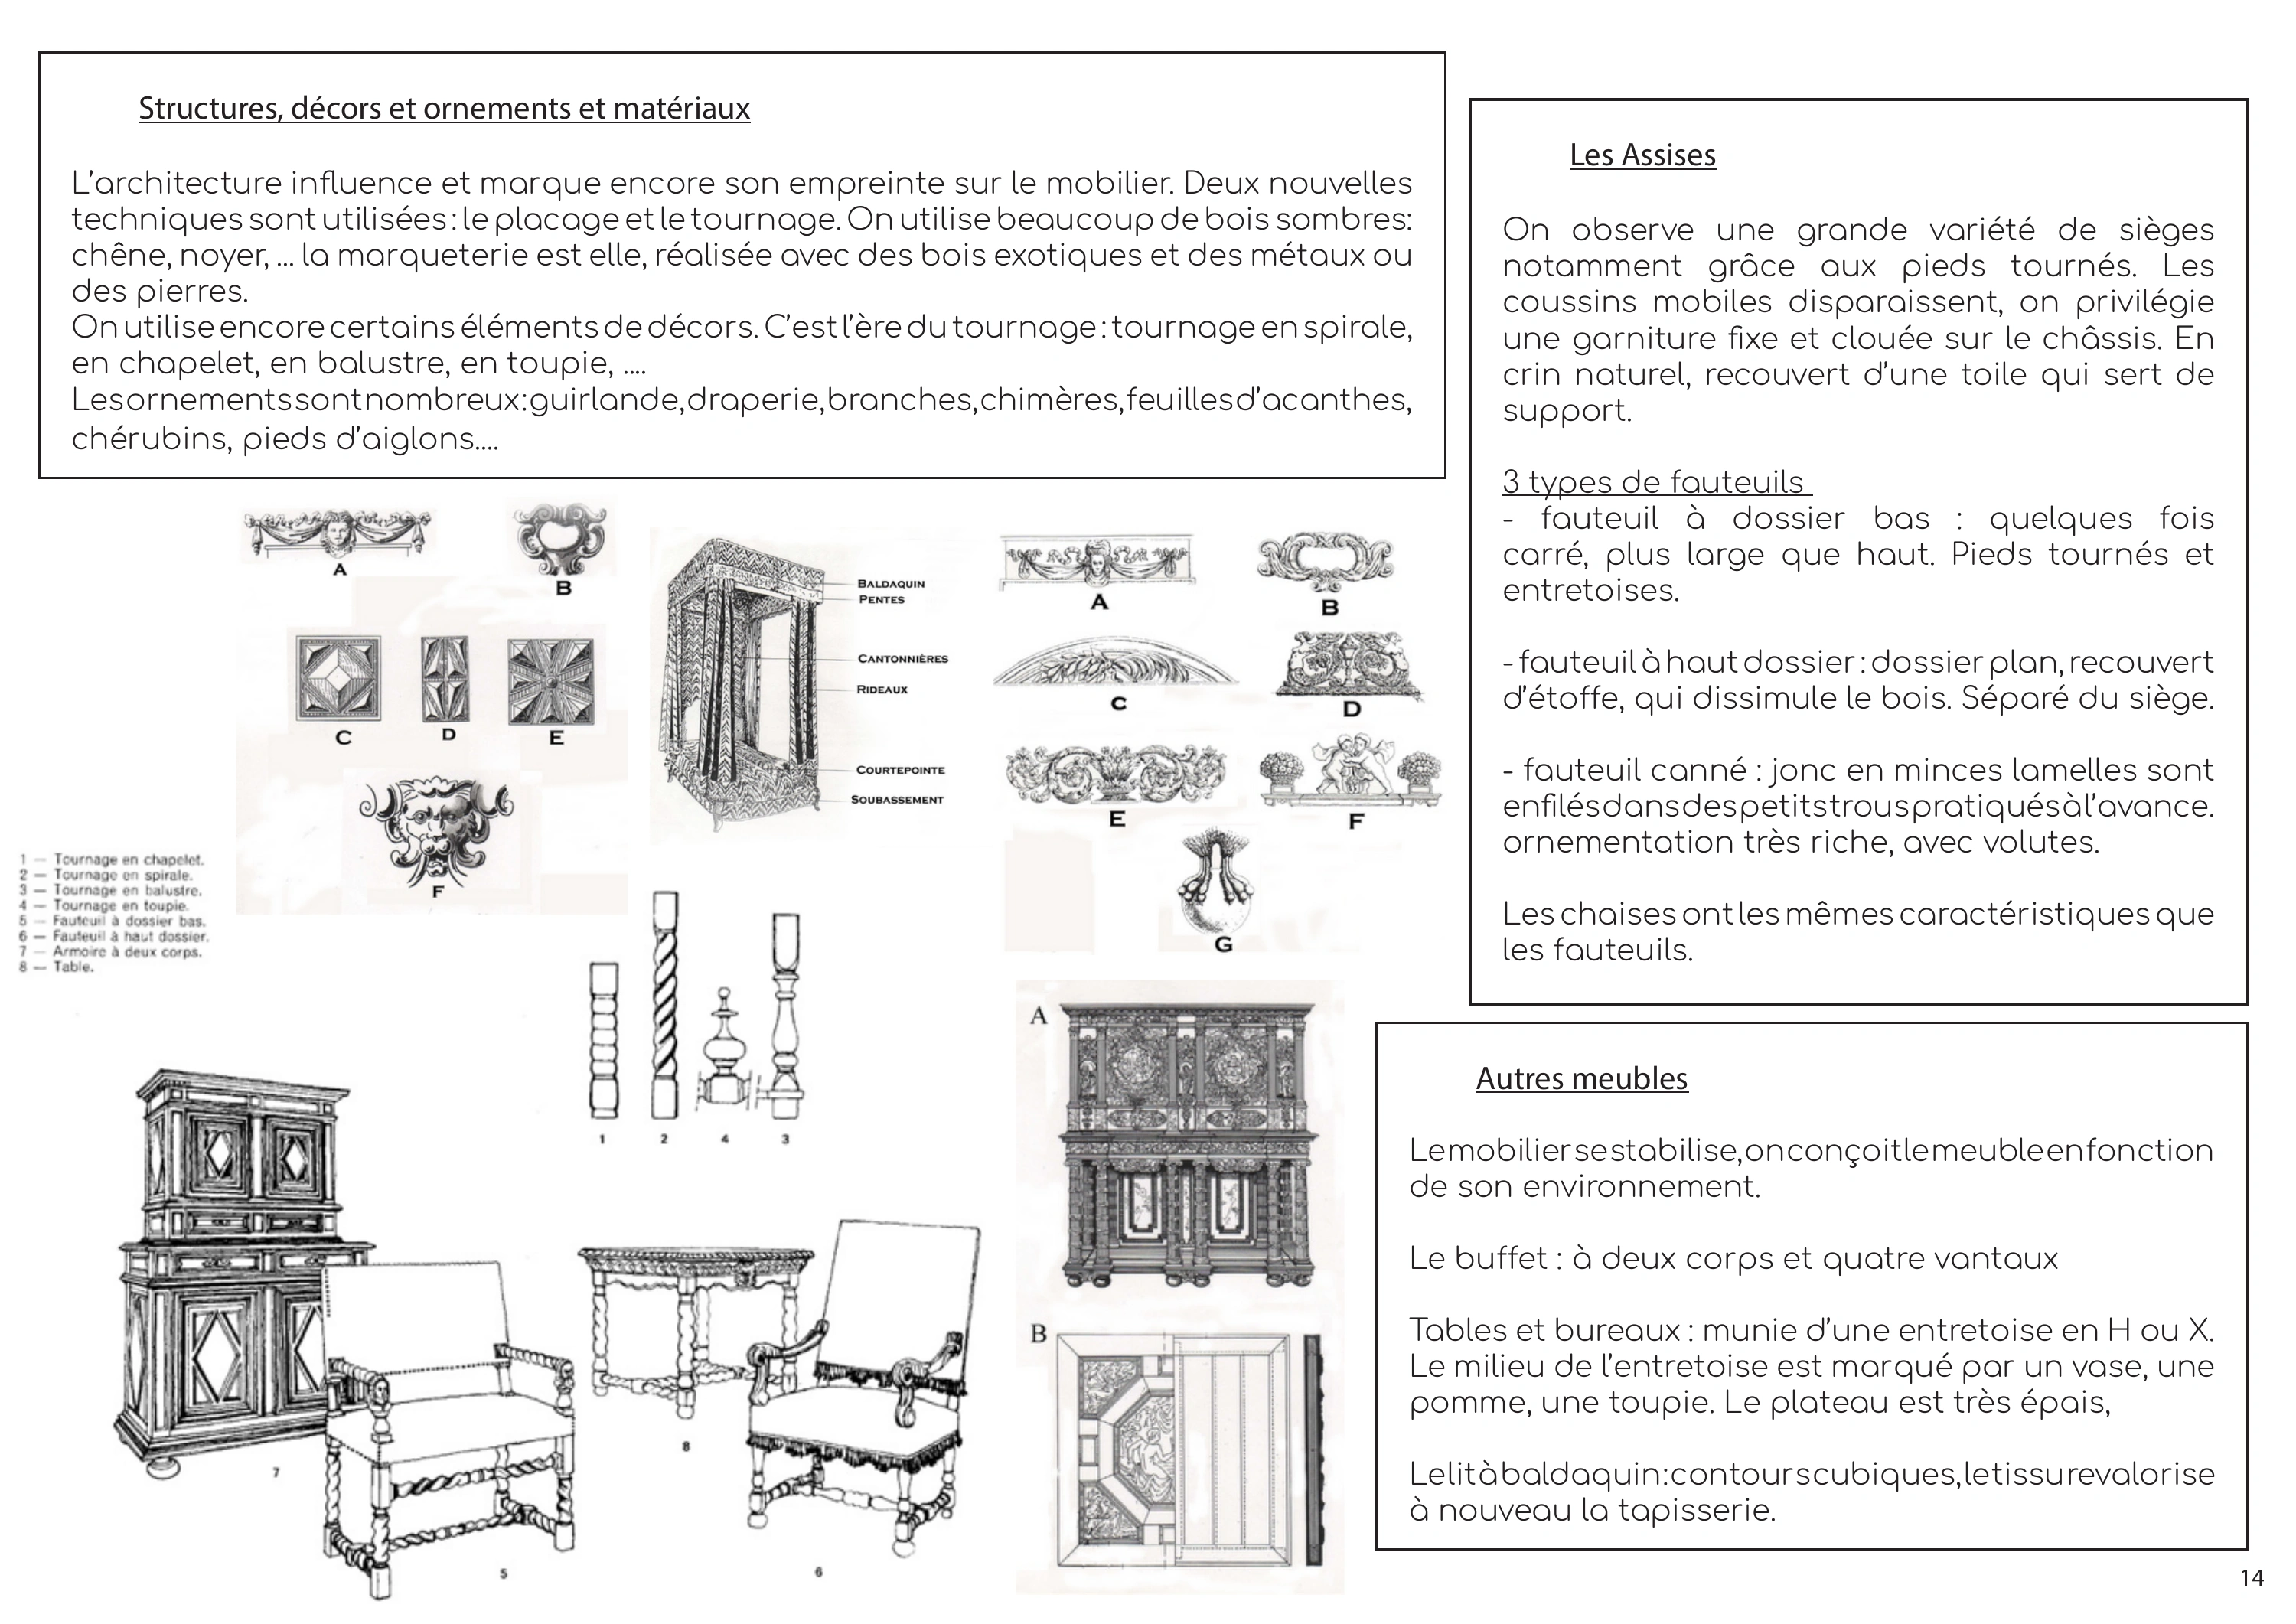 Structures, décors et ornements et matériaux
L'architecture influence et marque encore son empreinte sur le mobilier. Deux nouvelles
techniques sont utilisées : le placage et le tournage. On utilise beaucoup de bois sombres:
chêne, noyer, ... la marqueterie est elle, réalisée avec des bois exotiques et des métaux ou
des pierres.
On utilise encore certains éléments de décors. C'est l'ère du tournage : tournage en spirale,
en chapelet, en balustre, en toupie, ....
Les ornements sont nombreux : guirlande, draperie, branches, chimères, feuilles d'acanthes,
chérubins, pieds d'aiglons....
Les Assises
On observe une grande variété de sièges
notamment grâce aux pieds tournés. Les
coussins mobiles disparaissent, on privilégie
une garniture fixe et clouée sur le châssis. En
crin naturel, recouvert d'une toile qui sert de
support.
3 types de fauteuils
- fauteuil à dossier bas : quelques fois
carré, plus large que haut. Pieds tournés et
entretoises.
- fauteuil à haut dossier : dossier plan, recouvert
d'étoffe, qui dissimule le bois. Séparé du siège.
- fauteuil canné : jonc en minces lamelles sont
enfilés dans des petits trous pratiqués à l'avance.
ornementation très riche, avec volutes.
Les chaises ont les mêmes caractéristiques que
les fauteuils.
A
B
C
D
E
F
BALDAQUIN
PENTES
CANTONNIÈRES
RIDEAUX
COURTEPOINTE
SOUBASSEMENT
A
B
C
D
E
F
G
1 — Tournage en chapelet.
2 — Tournage en spirale.
3 — Tournage en balustre.
4 — Tournage en toupie.
5 — Fauteuil à dossier bas.
6 — Fauteuil à haut dossier.
7 — Armoire à deux corps.
8 — Table.
1
2
4
3
7
5
8
6
A
B
Autres meubles
Le mobilier se stabilise, on conçoit le meuble en fonction
de son environnement.
Le buffet : à deux corps et quatre vantaux
Tables et bureaux : munie d'une entretoise en H ou X.
Le milieu de l'entretoise est marqué par un vase, une
pomme, une toupie. Le plateau est très épais,
Le lit à baldaquin : contours cubiques, le tissu revalorise
à nouveau la tapisserie.
14